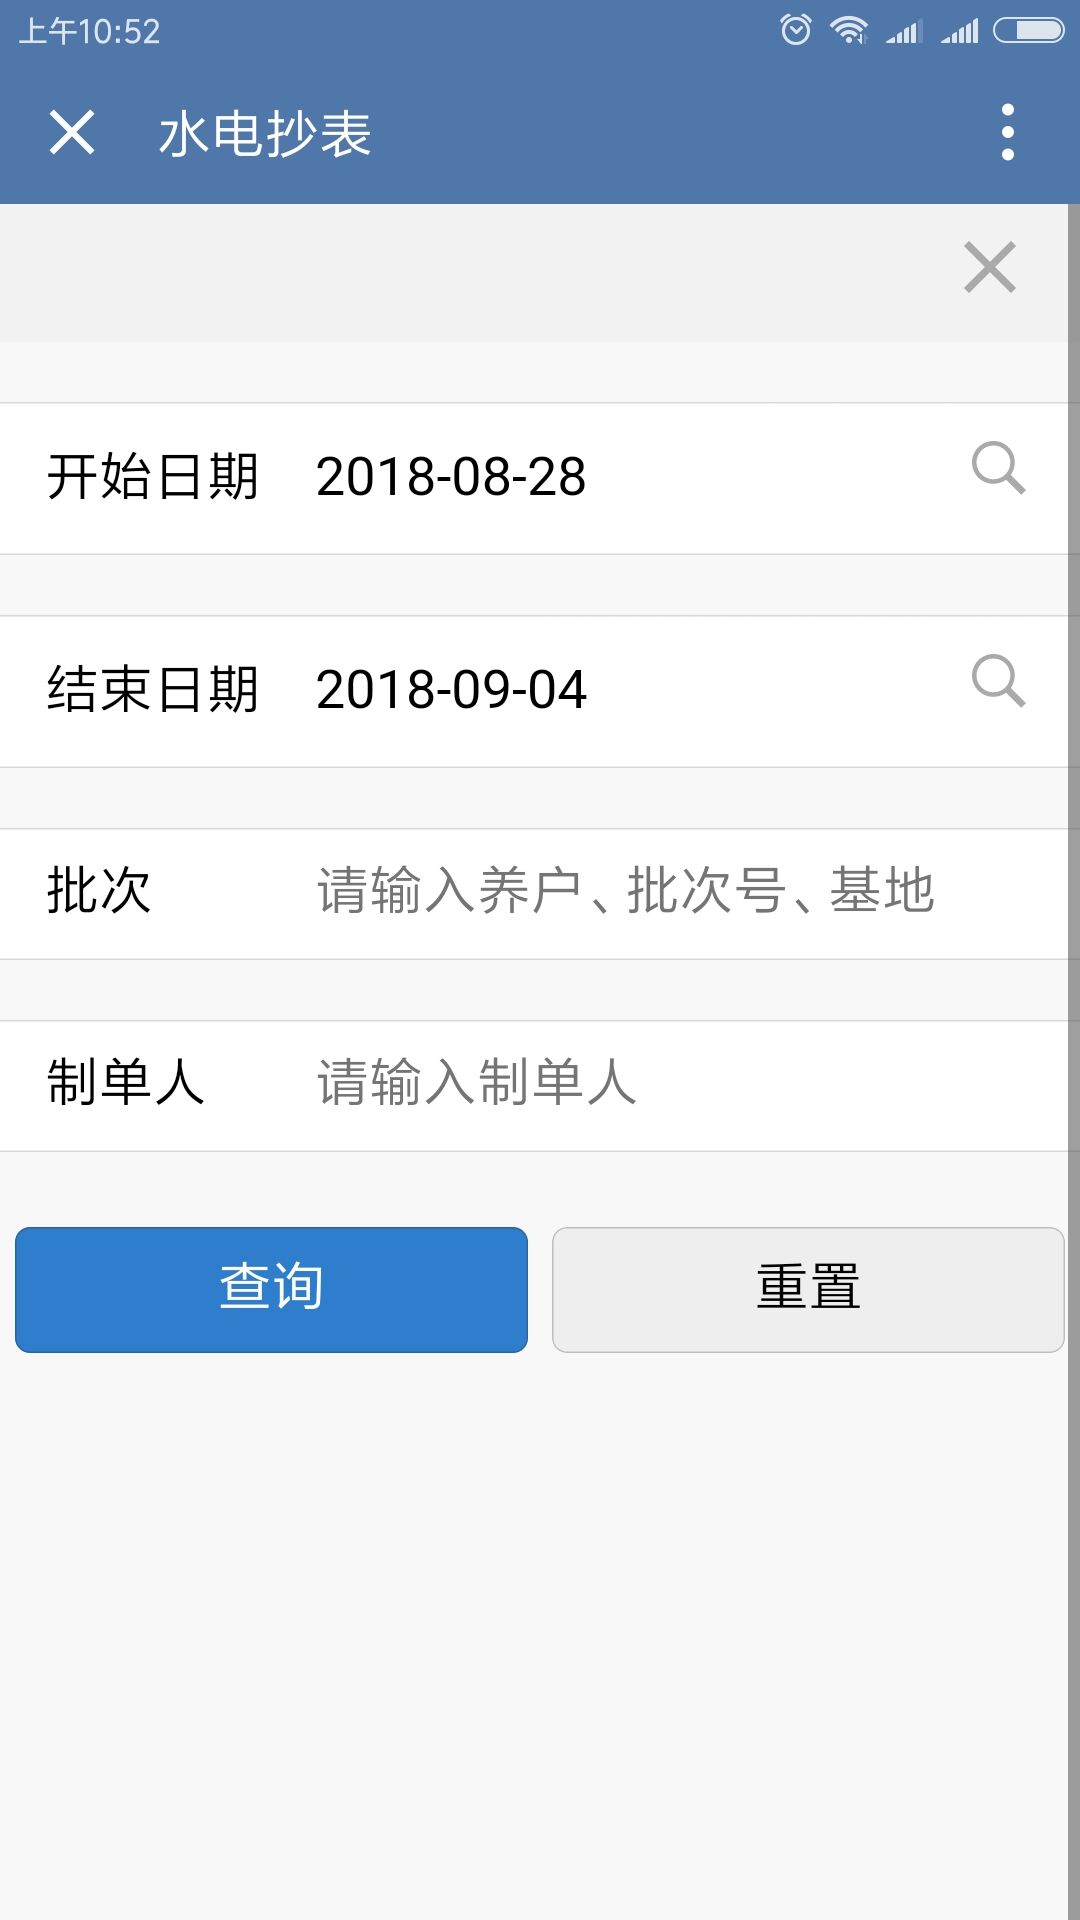 上午10:52
水电抄表
开始日期 2018-08-28
结束日期 2018-09-04
批次 请输入养户、批次号、基地
制单人 请输入制单人
查询 重置